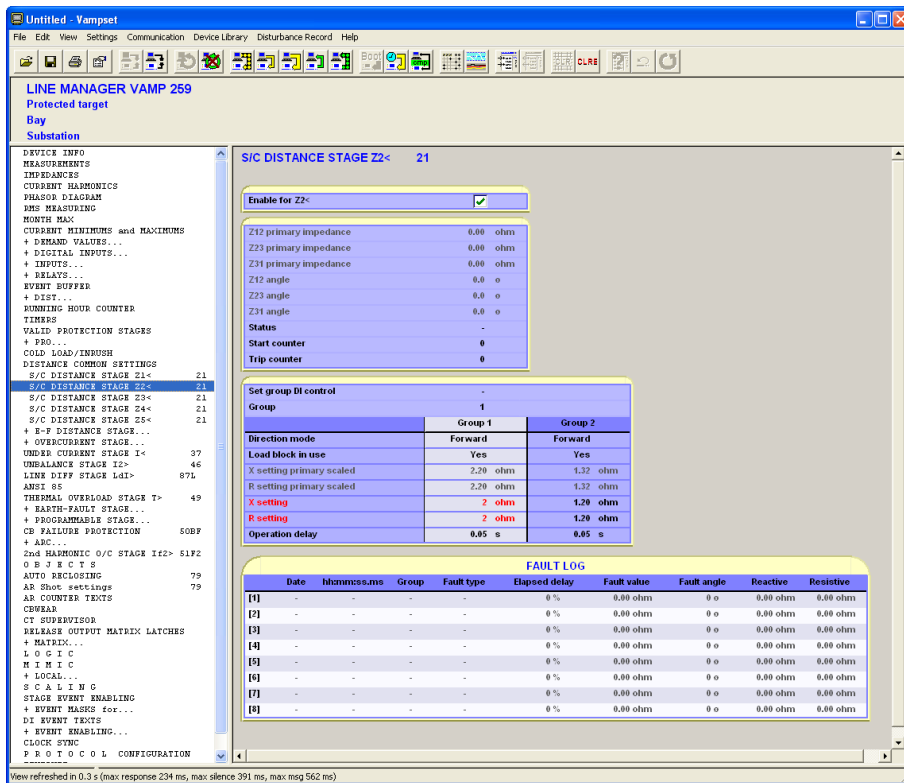 Untitled - Vampset
File Edit View Settings Communication Device Library Disturbance Record Help
Boot cmp CLRE
LINE MANAGER VAMP 259
Protected target
Bay
Substation
DEVICE INFO
MEASUREMENTS
IMPEDANCES
CURRENT HARMONICS
PHASOR DIAGRAM
RMS MEASURING
MONTH MAX
CURRENT MINIMUMS and MAXIMUMS
+ DEMAND VALUES...
+ DIGITAL INPUTS...
+ INPUTS...
+ RELAYS...
EVENT BUFFER
+ DIST...
RUNNING HOUR COUNTER
TIMERS
VALID PROTECTION STAGES
+ PRO...
COLD LOAD/INRUSH
DISTANCE COMMON SETTINGS
S/C DISTANCE STAGE Z1< 21
S/C DISTANCE STAGE Z2< 21
S/C DISTANCE STAGE Z3< 21
S/C DISTANCE STAGE Z4< 21
S/C DISTANCE STAGE Z5< 21
+ E-F DISTANCE STAGE...
+ OVERCURRENT STAGE...
UNDER CURRENT STAGE I< 37
UNBALANCE STAGE I2> 46
LINE DIFF STAGE LdI> 87L
ANSI 85
THERMAL OVERLOAD STAGE T> 49
+ EARTH-FAULT STAGE...
+ PROGRAMMABLE STAGE...
CB FAILURE PROTECTION 50BF
+ ARC...
2nd HARMONIC O/C STAGE If2> 51F2
O B J E C T S
AUTO RECLOSING 79
AR Shot settings 79
AR COUNTER TEXTS
CBWEAR
CT SUPERVISOR
RELEASE OUTPUT MATRIX LATCHES
+ MATRIX...
L O G I C
M I M I C
+ LOCAL...
S C A L I N G
STAGE EVENT ENABLING
+ EVENT MASKS for...
DI EVENT TEXTS
+ EVENT ENABLING...
CLOCK SYNC
P R O T O C O L CONFIGURATION
S/C DISTANCE STAGE Z2< 21
Enable for Z2<
Z12 primary impedance 0.00 ohm
Z23 primary impedance 0.00 ohm
Z31 primary impedance 0.00 ohm
Z12 angle 0.0 o
Z23 angle 0.0 o
Z31 angle 0.0 o
Status -
Start counter 0
Trip counter 0
Set group DI control -
Group 1
Group 1 Group 2
Direction mode Forward Forward
Load block in use Yes Yes
X setting primary scaled 2.20 ohm 1.32 ohm
R setting primary scaled 2.20 ohm 1.32 ohm
X setting 2 ohm 1.20 ohm
R setting 2 ohm 1.20 ohm
Operation delay 0.05 s 0.05 s
FAULT LOG
Date hh:mm:ss.ms Group Fault type Elapsed delay Fault value Fault angle Reactive Resistive
[1] - - - - 0 % 0.00 ohm 0 o 0.00 ohm 0.00 ohm
[2] - - - - 0 % 0.00 ohm 0 o 0.00 ohm 0.00 ohm
[3] - - - - 0 % 0.00 ohm 0 o 0.00 ohm 0.00 ohm
[4] - - - - 0 % 0.00 ohm 0 o 0.00 ohm 0.00 ohm
[5] - - - - 0 % 0.00 ohm 0 o 0.00 ohm 0.00 ohm
[6] - - - - 0 % 0.00 ohm 0 o 0.00 ohm 0.00 ohm
[7] - - - - 0 % 0.00 ohm 0 o 0.00 ohm 0.00 ohm
[8] - - - - 0 % 0.00 ohm 0 o 0.00 ohm 0.00 ohm
View refreshed in 0.3 s (max response 234 ms, max silence 391 ms, max msg 562 ms)